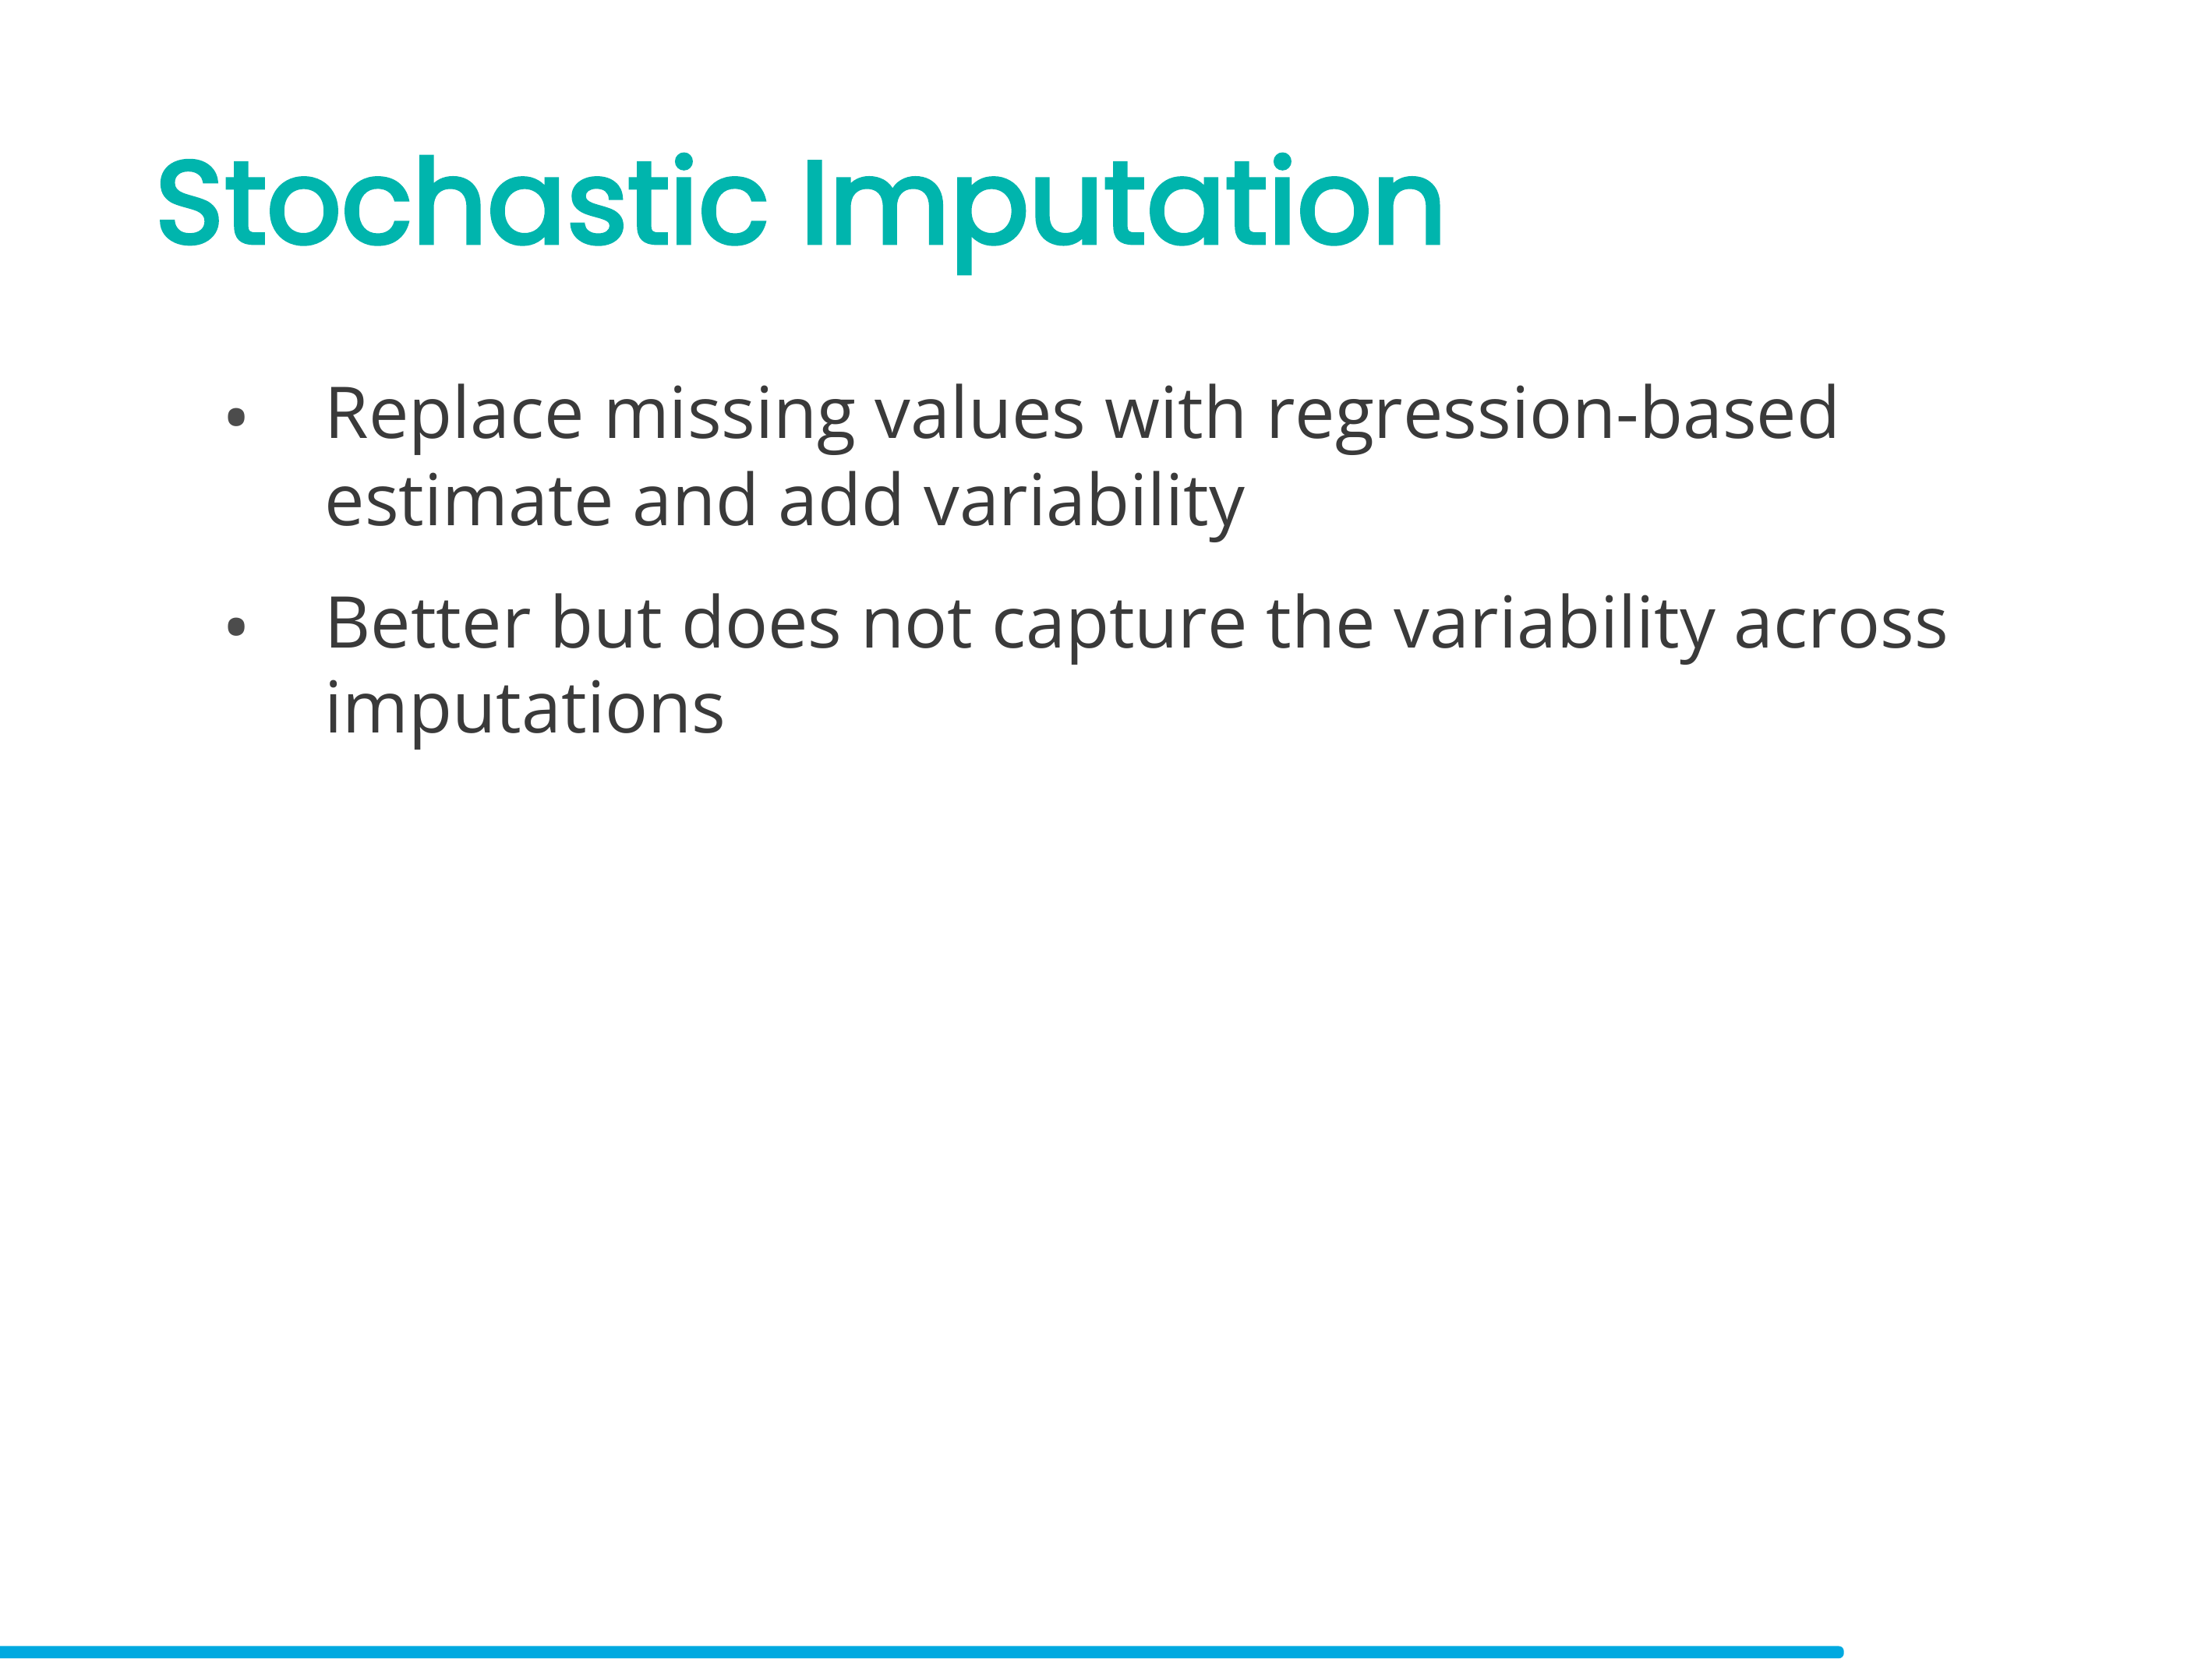 Stochastic Imputation
• Replace missing values with regression-based
estimate and add variability
• Better but does not capture the variability across
imputations